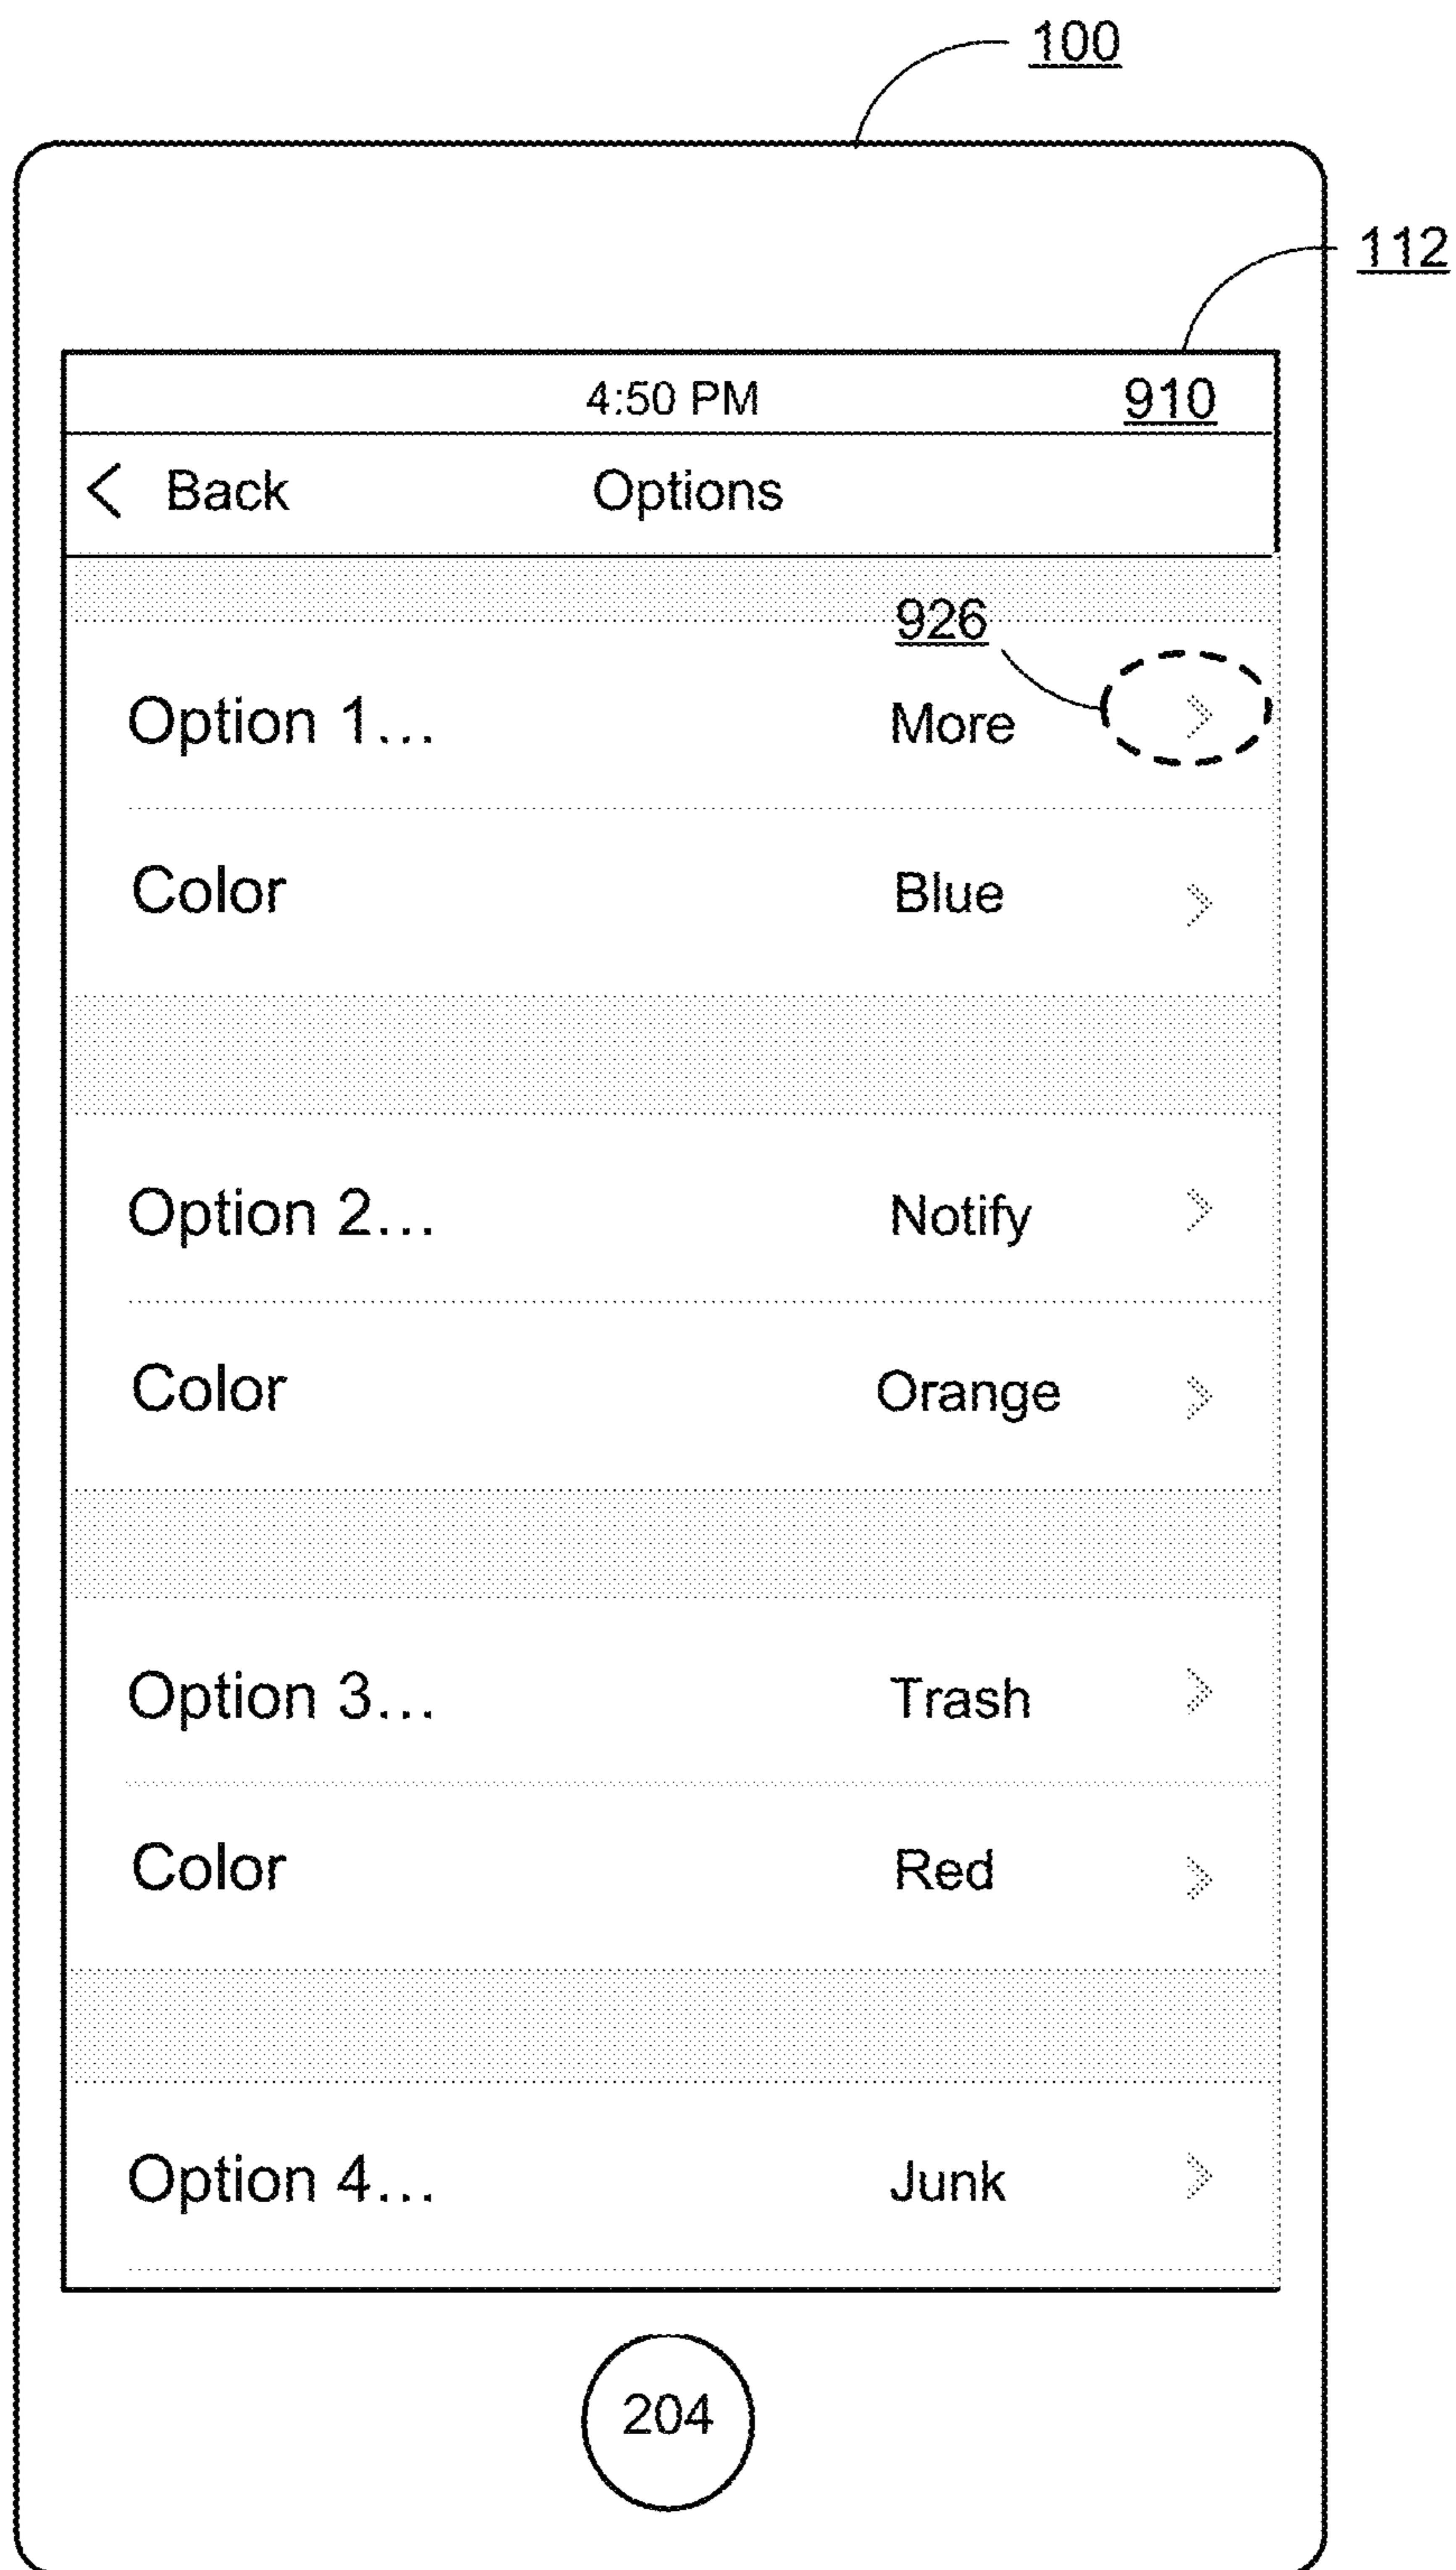 100
112
4:50 PM 910
< Back Options
926
Option 1... More >
Color Blue >
Option 2... Notify >
Color Orange >
Option 3... Trash >
Color Red >
Option 4... Junk >
204